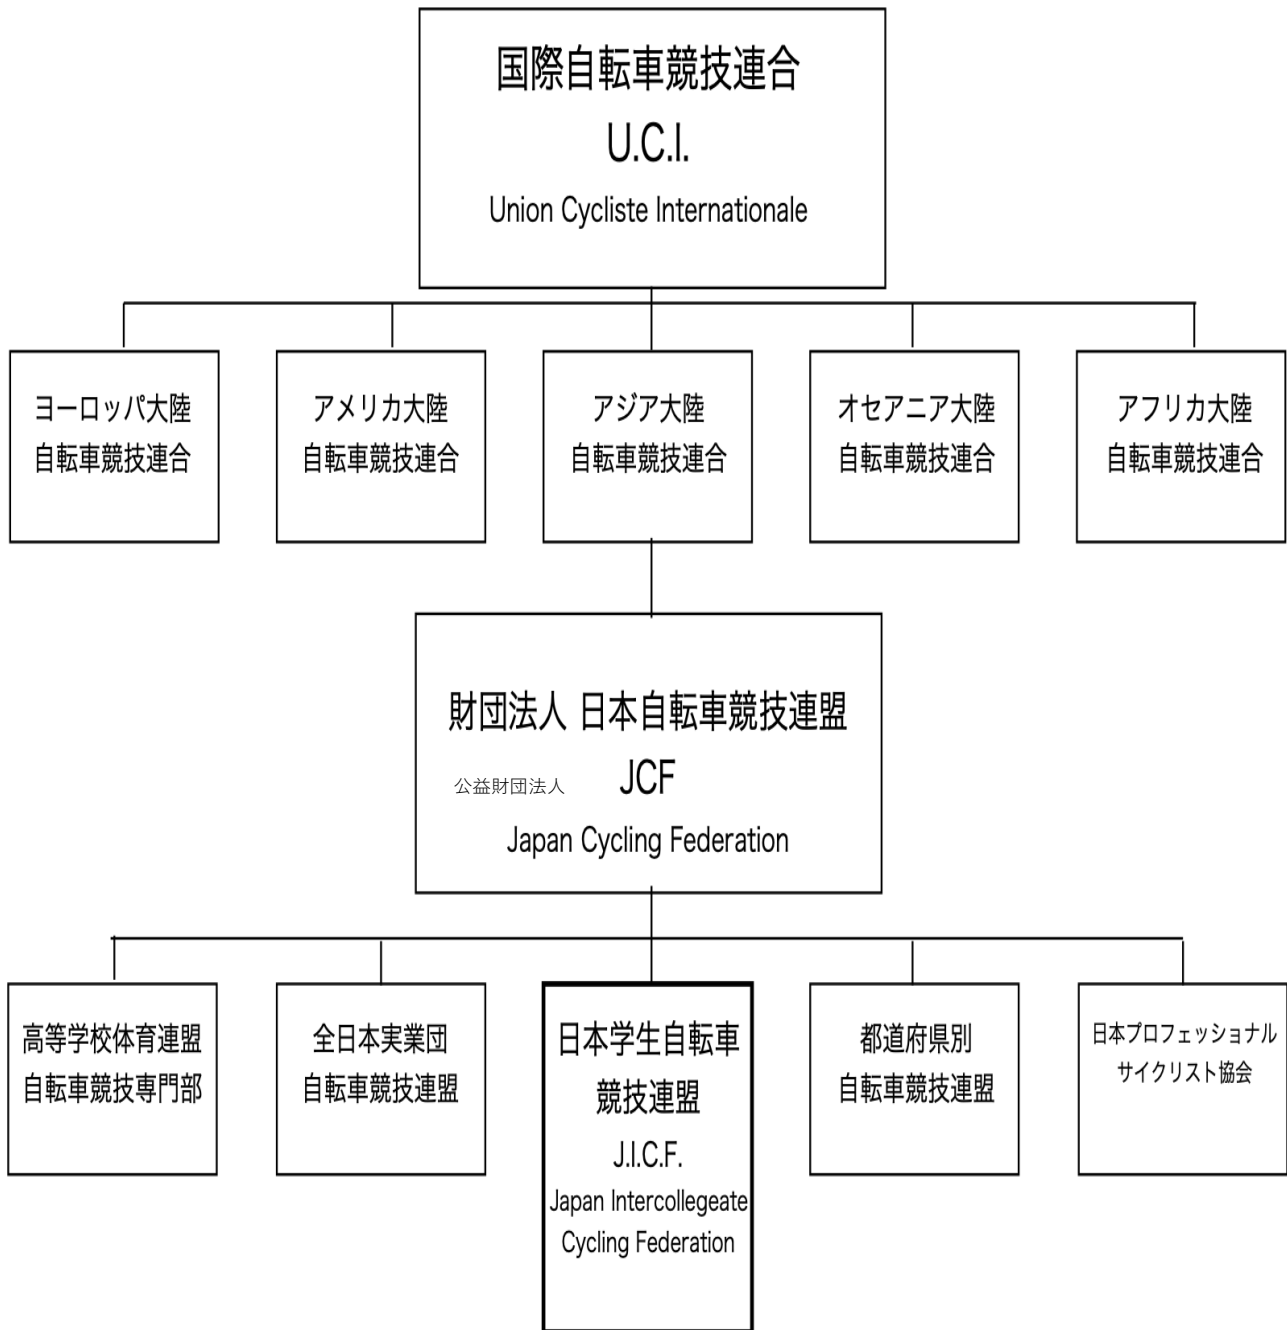 国際自転車競技連合
U.C.I.
Union Cycliste Internationale
ヨーロッパ大陸
自転車競技連合
アメリカ大陸
自転車競技連合
アジア大陸
自転車競技連合
オセアニア大陸
自転車競技連合
アフリカ大陸
自転車競技連合
財団法人 日本自転車競技連盟
公益財団法人 JCF
Japan Cycling Federation
高等学校体育連盟
自転車競技専門部
全日本実業団
自転車競技連盟
日本学生自転車
競技連盟
J.I.C.F.
Japan Intercollegeate
Cycling Federation
都道府県別
自転車競技連盟
日本プロフェッショナル
サイクリスト協会